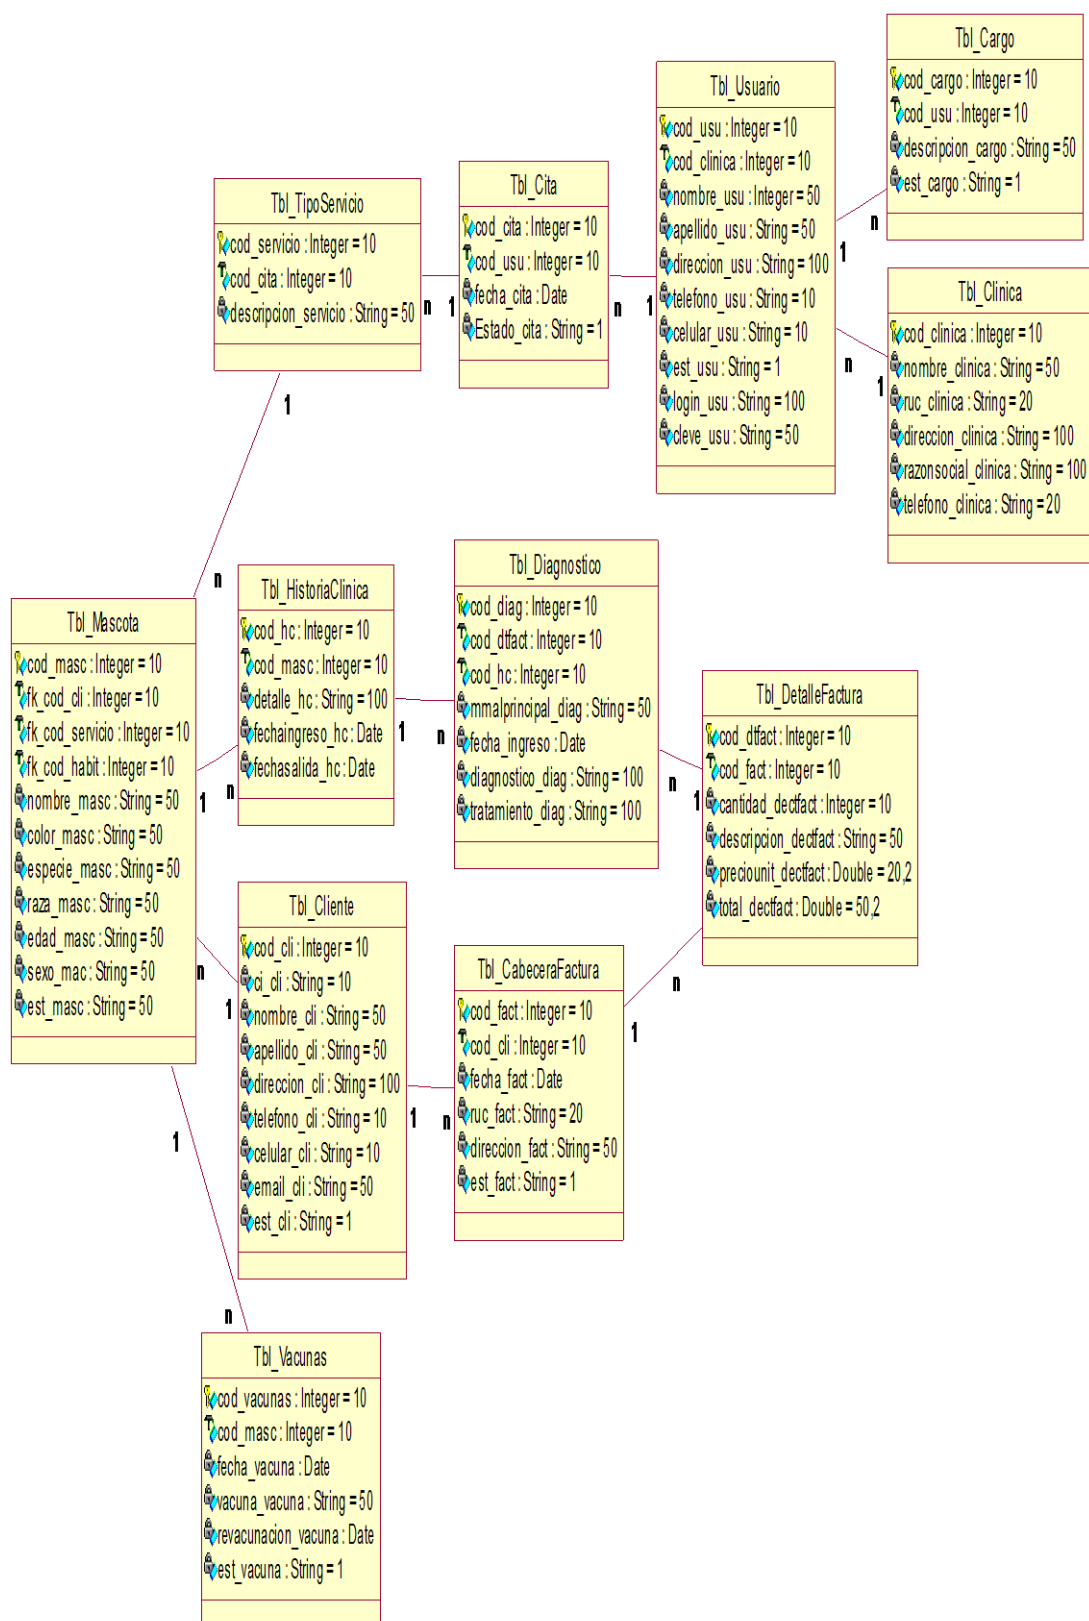 Tbl_Cargo
cod_cargo : Integer = 10
cod_usu : Integer = 10
descripcion_cargo : String = 50
est_cargo : String = 1
Tbl_Usuario
cod_usu : Integer = 10
cod_clinica : Integer = 10
nombre_usu : Integer = 50
apellido_usu : String = 50
direccion_usu : String = 100
telefono_usu : String = 10
celular_usu : String = 10
est_usu : String = 1
login_usu : String = 100
cleve_usu : String = 50
Tbl_Cita
cod_cita : Integer = 10
cod_usu : Integer = 10
fecha_cita : Date
Estado_cita : String = 1
Tbl_TipoServicio
cod_servicio : Integer = 10
cod_cita : Integer = 10
descripcion_servicio : String = 50
n
1
n
1
n
1
n
1
Tbl_Clinica
cod_clinica : Integer = 10
nombre_clinica : String = 50
ruc_clinica : String = 20
direccion_clinica : String = 100
razonsocial_clinica : String = 100
telefono_clinica : String = 20
1
n
Tbl_Mascota
cod_masc : Integer = 10
fk_cod_cli : Integer = 10
fk_cod_servicio : Integer = 10
fk_cod_habit : Integer = 10
nombre_masc : String = 50
color_masc : String = 50
especie_masc : String = 50
raza_masc : String = 50
edad_masc : String = 50
sexo_mac : String = 50
est_masc : String = 50
Tbl_HistoriaClinica
cod_hc : Integer = 10
cod_masc : Integer = 10
detalle_hc : String = 100
fechaingreso_hc : Date
fechasalida_hc : Date
1
n
1
n
Tbl_Diagnostico
cod_diag : Integer = 10
cod_dtfact : Integer = 10
cod_hc : Integer = 10
mmalprincipal_diag : String = 50
fecha_ingreso : Date
diagnostico_diag : String = 100
tratamiento_diag : String = 100
n
1
Tbl_DetalleFactura
cod_dtfact : Integer = 10
cod_fact : Integer = 10
cantidad_dectfact : Integer = 10
descripcion_dectfact : String = 50
preciounit_dectfact : Double = 20,2
total_dectfact : Double = 50,2
n
1
Tbl_Cliente
cod_cli : Integer = 10
ci_cli : String = 10
nombre_cli : String = 50
apellido_cli : String = 50
direccion_cli : String = 100
telefono_cli : String = 10
celular_cli : String = 10
email_cli : String = 50
est_cli : String = 1
n
1
1
n
Tbl_CabeceraFactura
cod_fact : Integer = 10
cod_cli : Integer = 10
fecha_fact : Date
ruc_fact : String = 20
direccion_fact : String = 50
est_fact : String = 1
1
n
Tbl_Vacunas
cod_vacunas : Integer = 10
cod_masc : Integer = 10
fecha_vacuna : Date
vacuna_vacuna : String = 50
revacunacion_vacuna : Date
est_vacuna : String = 1